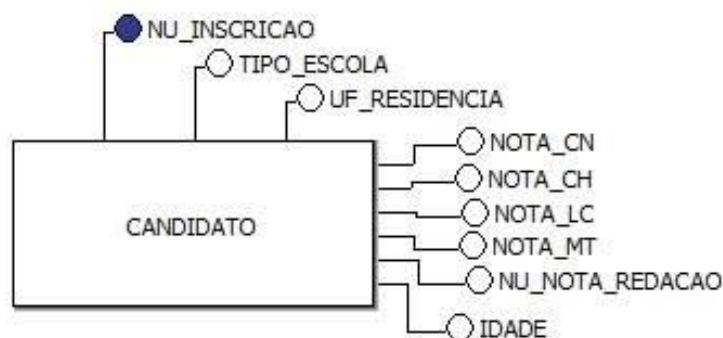 NU_INSCRICAO
TIPO_ESCOLA
UF_RESIDENCIA
NOTA_CN
NOTA_CH
CANDIDATO
NOTA_LC
NOTA_MT
NU_NOTA_REDACAO
IDADE